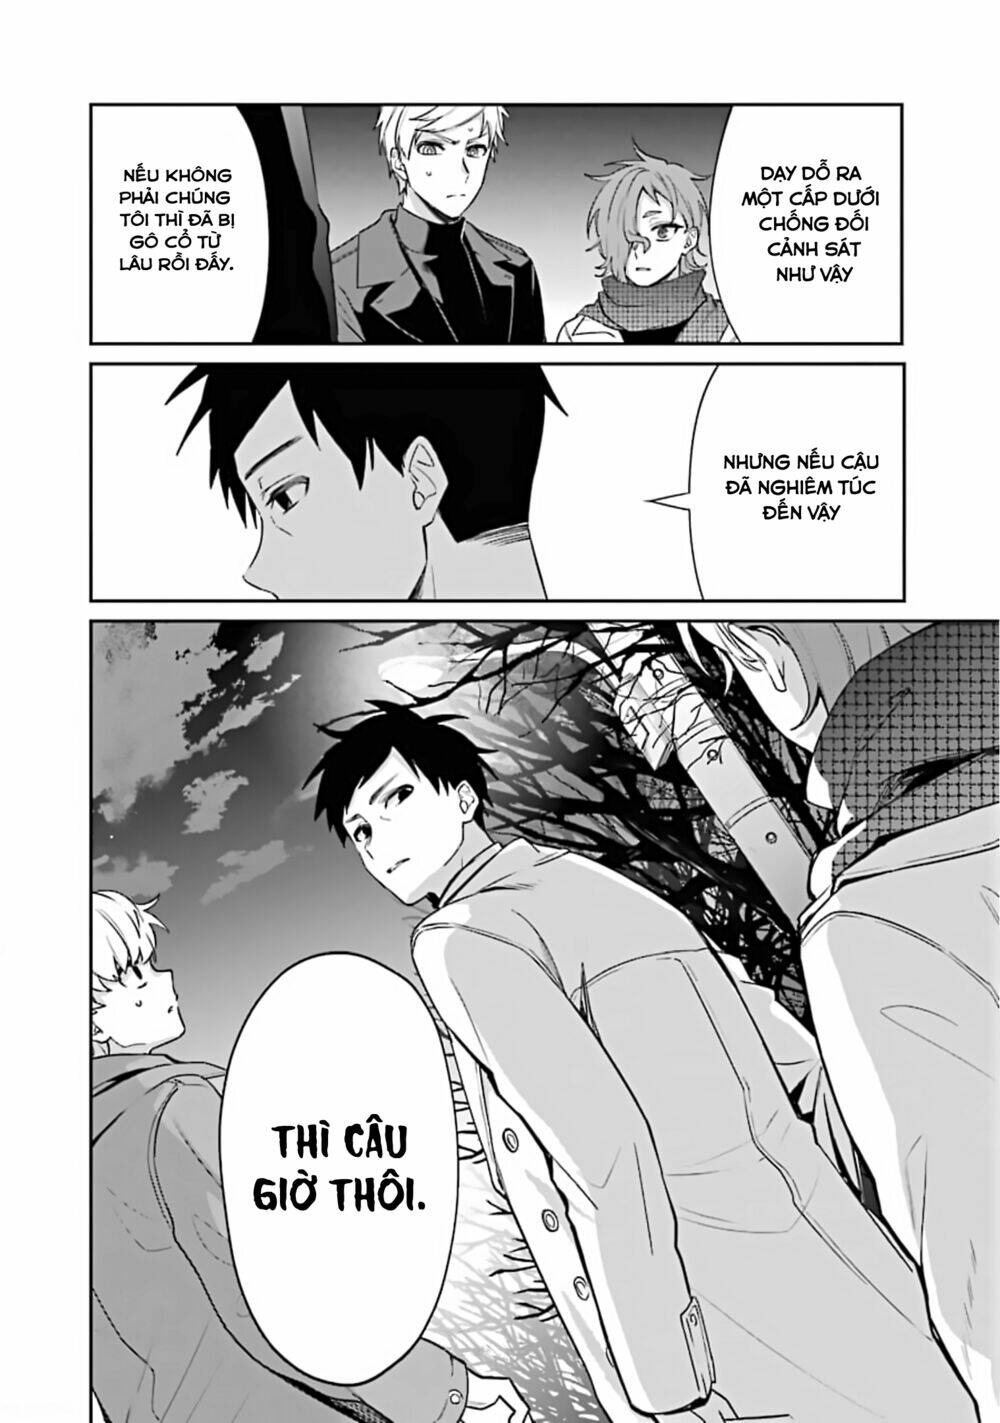 DẠY DỖ RA
MỘT CẤP DƯỚI
CHỐNG ĐỐI
CẢNH SÁT
NHƯ VẬY
NẾU KHÔNG
PHẢI CHÚNG
TÔI THÌ ĐÃ BỊ
GÔ CỔ TỪ
LÂU RỒI ĐẤY.
NHƯNG NẾU CẬU
ĐÃ NGHIÊM TÚC
ĐẾN VẬY
THÌ CÂU
GIỜ THÔI.